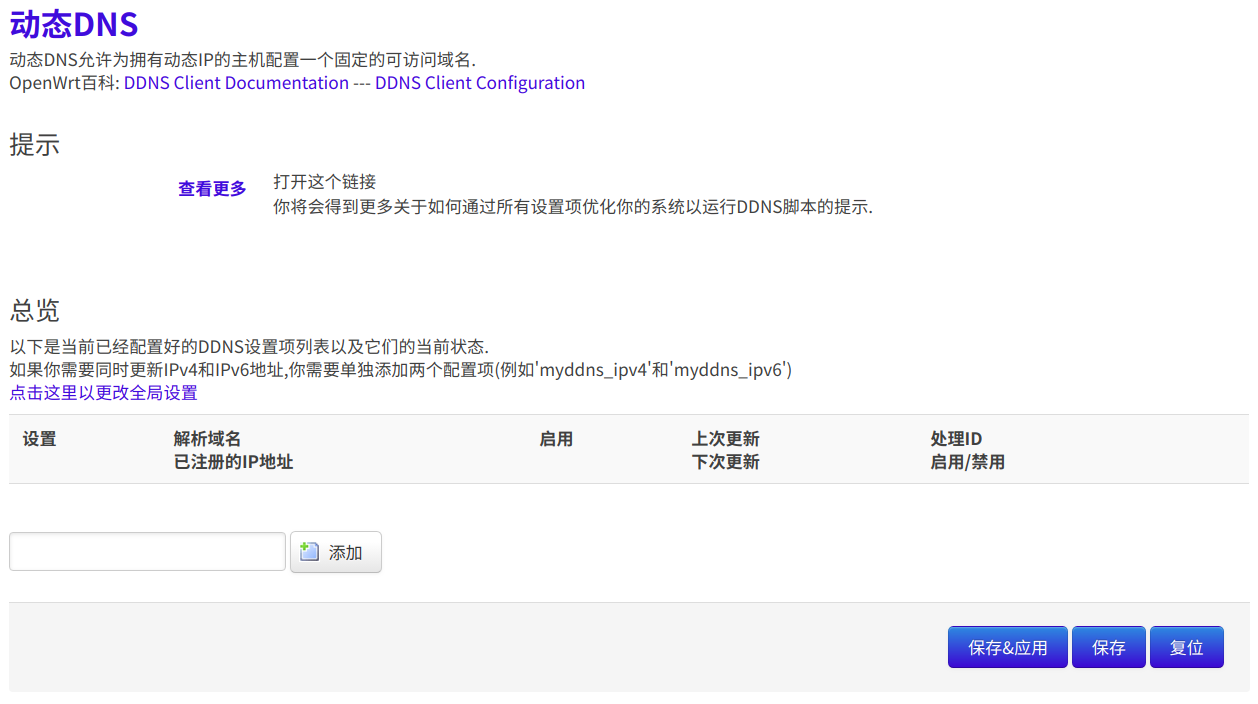 动态DNS
动态DNS允许为拥有动态IP的主机配置一个固定的可访问域名.
OpenWrt百科: DDNS Client Documentation --- DDNS Client Configuration
提示
查看更多
打开这个链接
你将会得到更多关于如何通过所有设置项优化你的系统以运行DDNS脚本的提示.
总览
以下是当前已经配置好的DDNS设置项列表以及它们的当前状态.
如果你需要同时更新IPv4和IPv6地址,你需要单独添加两个配置项(例如'myddns_ipv4'和'myddns_ipv6')
点击这里以更改全局设置
设置 解析域名 启用 上次更新 处理ID
已注册的IP地址 下次更新 启用/禁用
添加
保存&应用 保存 复位